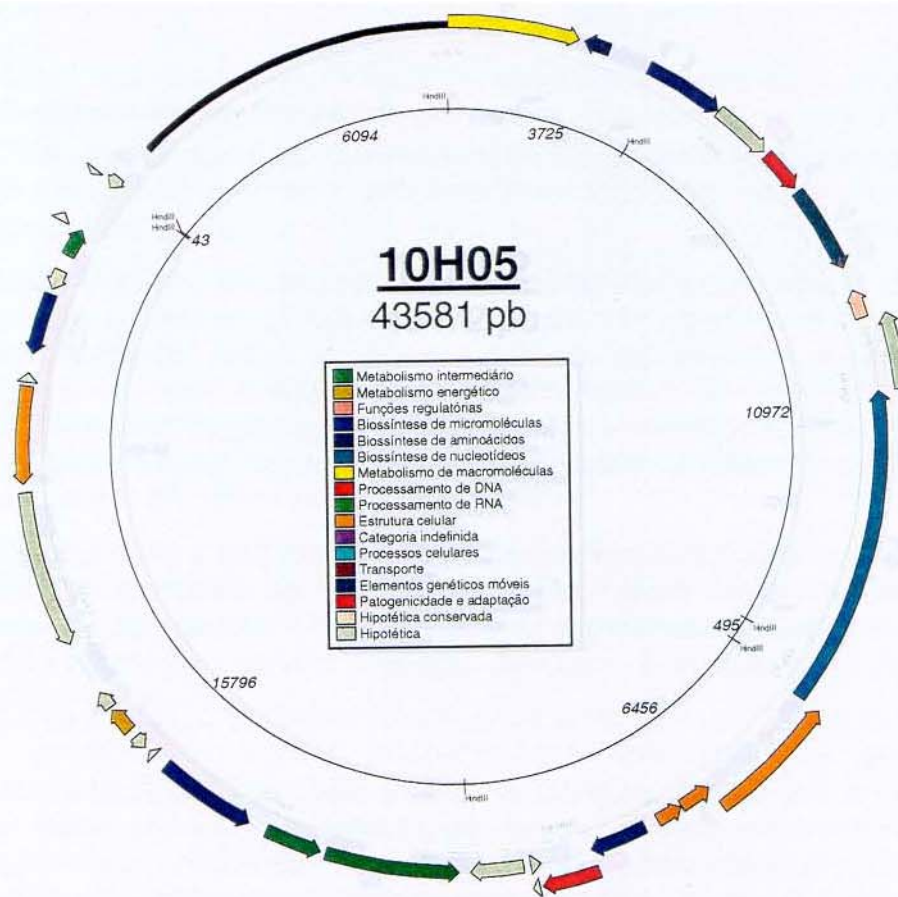 HindIII
6094
3725
HindIII
HindIII
HindIII
43
10H05
43581 pb
Metabolismo intermediário
Metabolismo energético
Funções regulatórias
Biossíntese de micromoléculas
Biossíntese de aminoácidos
Biossíntese de nucleotídeos
Metabolismo de macromoléculas
Processamento de DNA
Processamento de RNA
Estrutura celular
Categoria indefinida
Processos celulares
Transporte
Elementos genéticos móveis
Patogenicidade e adaptação
Hipotética conservada
Hipotética
10972
495
HindIII
HindIII
15796
6456
HindIII